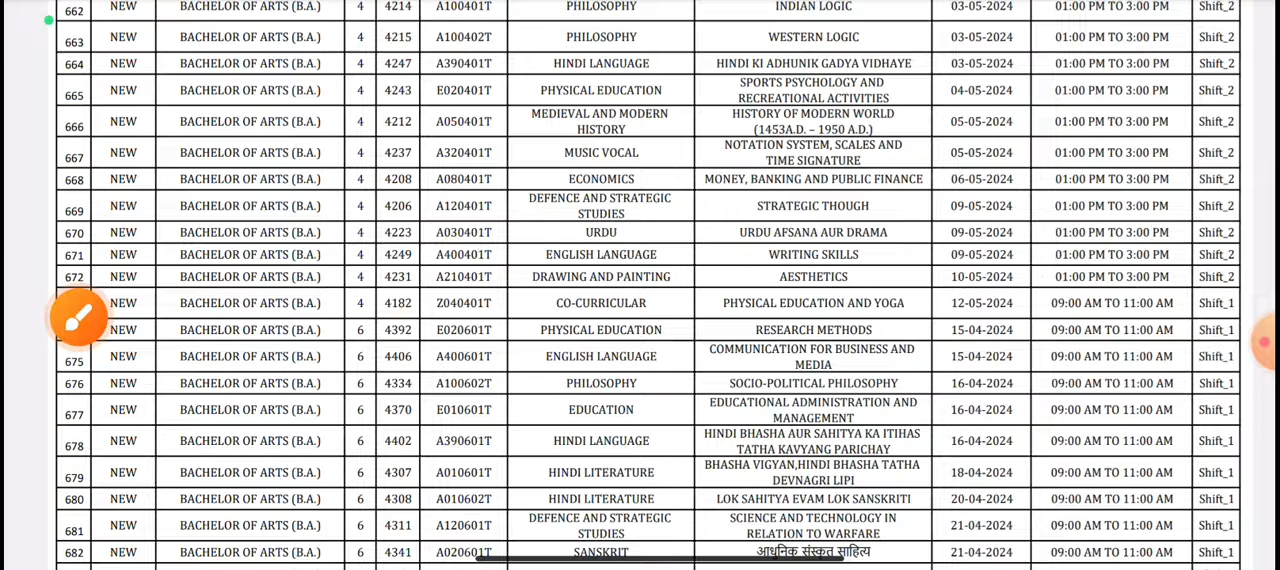 662 NEW BACHELOR OF ARTS (B.A.) 4 4214 A100401T PHILOSOPHY INDIAN LOGIC 03-05-2024 01:00 PM TO 3:00 PM Shift_2
663 NEW BACHELOR OF ARTS (B.A.) 4 4215 A100402T PHILOSOPHY WESTERN LOGIC 03-05-2024 01:00 PM TO 3:00 PM Shift_2
664 NEW BACHELOR OF ARTS (B.A.) 4 4247 A390401T HINDI LANGUAGE HINDI KI ADHUNIK GADYA VIDHAYE 03-05-2024 01:00 PM TO 3:00 PM Shift_2
665 NEW BACHELOR OF ARTS (B.A.) 4 4243 E020401T PHYSICAL EDUCATION SPORTS PSYCHOLOGY AND RECREATIONAL ACTIVITIES 04-05-2024 01:00 PM TO 3:00 PM Shift_2
666 NEW BACHELOR OF ARTS (B.A.) 4 4212 A050401T MEDIEVAL AND MODERN HISTORY HISTORY OF MODERN WORLD (1453A.D. – 1950 A.D.) 05-05-2024 01:00 PM TO 3:00 PM Shift_2
667 NEW BACHELOR OF ARTS (B.A.) 4 4237 A320401T MUSIC VOCAL NOTATION SYSTEM, SCALES AND TIME SIGNATURE 05-05-2024 01:00 PM TO 3:00 PM Shift_2
668 NEW BACHELOR OF ARTS (B.A.) 4 4208 A080401T ECONOMICS MONEY, BANKING AND PUBLIC FINANCE 06-05-2024 01:00 PM TO 3:00 PM Shift_2
669 NEW BACHELOR OF ARTS (B.A.) 4 4206 A120401T DEFENCE AND STRATEGIC STUDIES STRATEGIC THOUGH 09-05-2024 01:00 PM TO 3:00 PM Shift_2
670 NEW BACHELOR OF ARTS (B.A.) 4 4223 A030401T URDU URDU AFSANA AUR DRAMA 09-05-2024 01:00 PM TO 3:00 PM Shift_2
671 NEW BACHELOR OF ARTS (B.A.) 4 4249 A400401T ENGLISH LANGUAGE WRITING SKILLS 09-05-2024 01:00 PM TO 3:00 PM Shift_2
672 NEW BACHELOR OF ARTS (B.A.) 4 4231 A210401T DRAWING AND PAINTING AESTHETICS 10-05-2024 01:00 PM TO 3:00 PM Shift_2
NEW BACHELOR OF ARTS (B.A.) 4 4182 Z040401T CO-CURRICULAR PHYSICAL EDUCATION AND YOGA 12-05-2024 09:00 AM TO 11:00 AM Shift_1
NEW BACHELOR OF ARTS (B.A.) 6 4392 E020601T PHYSICAL EDUCATION RESEARCH METHODS 15-04-2024 09:00 AM TO 11:00 AM Shift_1
675 NEW BACHELOR OF ARTS (B.A.) 6 4406 A400601T ENGLISH LANGUAGE COMMUNICATION FOR BUSINESS AND MEDIA 15-04-2024 09:00 AM TO 11:00 AM Shift_1
676 NEW BACHELOR OF ARTS (B.A.) 6 4334 A100602T PHILOSOPHY SOCIO-POLITICAL PHILOSOPHY 16-04-2024 09:00 AM TO 11:00 AM Shift_1
677 NEW BACHELOR OF ARTS (B.A.) 6 4370 E010601T EDUCATION EDUCATIONAL ADMINISTRATION AND MANAGEMENT 16-04-2024 09:00 AM TO 11:00 AM Shift_1
678 NEW BACHELOR OF ARTS (B.A.) 6 4402 A390601T HINDI LANGUAGE HINDI BHASHA AUR SAHITYA KA ITIHAS TATHA KAVYANG PARICHAY 16-04-2024 09:00 AM TO 11:00 AM Shift_1
679 NEW BACHELOR OF ARTS (B.A.) 6 4307 A010601T HINDI LITERATURE BHASHA VIGYAN,HINDI BHASHA TATHA DEVNAGRI LIPI 18-04-2024 09:00 AM TO 11:00 AM Shift_1
680 NEW BACHELOR OF ARTS (B.A.) 6 4308 A010602T HINDI LITERATURE LOK SAHITYA EVAM LOK SANSKRITI 20-04-2024 09:00 AM TO 11:00 AM Shift_1
681 NEW BACHELOR OF ARTS (B.A.) 6 4311 A120601T DEFENCE AND STRATEGIC STUDIES SCIENCE AND TECHNOLOGY IN RELATION TO WARFARE 21-04-2024 09:00 AM TO 11:00 AM Shift_1
682 NEW BACHELOR OF ARTS (B.A.) 6 4341 A020601T SANSKRIT आधुनिक संस्कृत साहित्य 21-04-2024 09:00 AM TO 11:00 AM Shift_1